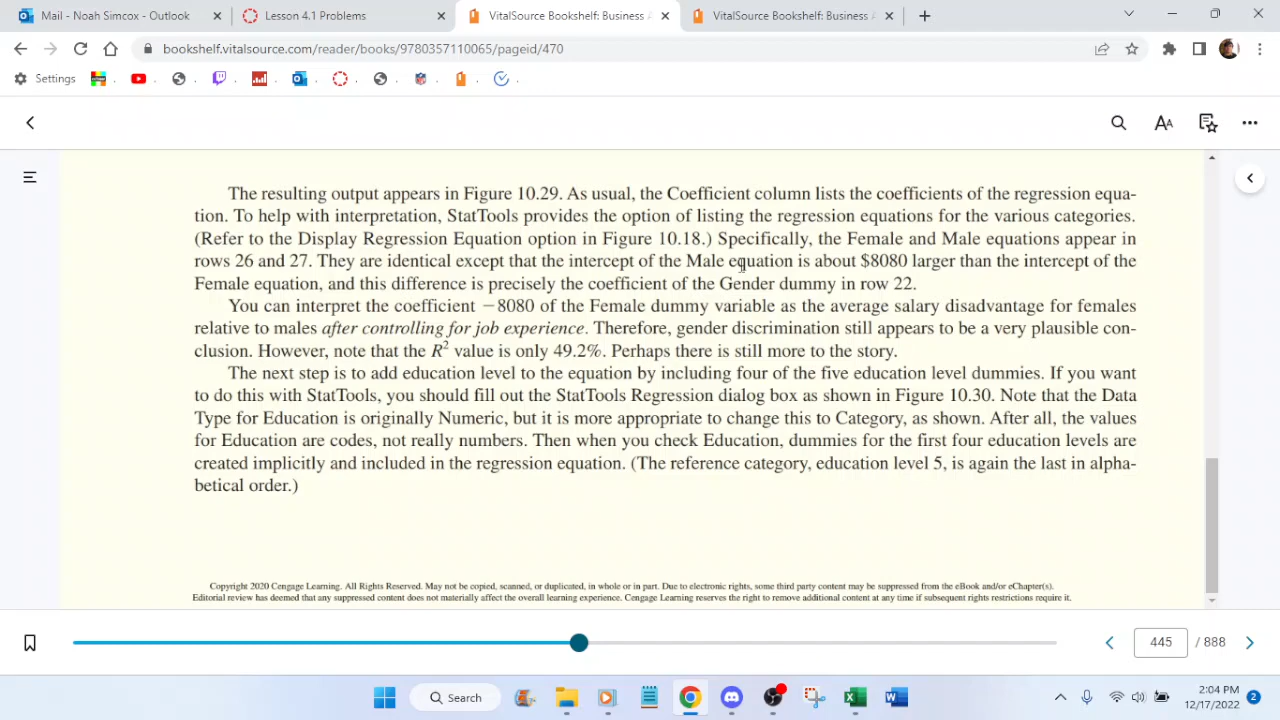 Mail - Noah Simcox - Outlook
Lesson 4.1 Problems
VitalSource Bookshelf: Business A
VitalSource Bookshelf: Business A
bookshelf.vitalsource.com/reader/books/9780357110065/pageid/470
Settings
The resulting output appears in Figure 10.29. As usual, the Coefficient column lists the coefficients of the regression equa-
tion. To help with interpretation, StatTools provides the option of listing the regression equations for the various categories.
(Refer to the Display Regression Equation option in Figure 10.18.) Specifically, the Female and Male equations appear in
rows 26 and 27. They are identical except that the intercept of the Male equation is about $8080 larger than the intercept of the
Female equation, and this difference is precisely the coefficient of the Gender dummy in row 22.
You can interpret the coefficient −8080 of the Female dummy variable as the average salary disadvantage for females
relative to males after controlling for job experience. Therefore, gender discrimination still appears to be a very plausible con-
clusion. However, note that the R² value is only 49.2%. Perhaps there is still more to the story.
The next step is to add education level to the equation by including four of the five education level dummies. If you want
to do this with StatTools, you should fill out the StatTools Regression dialog box as shown in Figure 10.30. Note that the Data
Type for Education is originally Numeric, but it is more appropriate to change this to Category, as shown. After all, the values
for Education are codes, not really numbers. Then when you check Education, dummies for the first four education levels are
created implicitly and included in the regression equation. (The reference category, education level 5, is again the last in alpha-
betical order.)
Copyright 2020 Cengage Learning. All Rights Reserved. May not be copied, scanned, or duplicated, in whole or in part. Due to electronic rights, some third party content may be suppressed from the eBook and/or eChapter(s).
Editorial review has deemed that any suppressed content does not materially affect the overall learning experience. Cengage Learning reserves the right to remove additional content at any time if subsequent rights restrictions require it.
445 / 888
Search
2:04 PM
12/17/2022
2